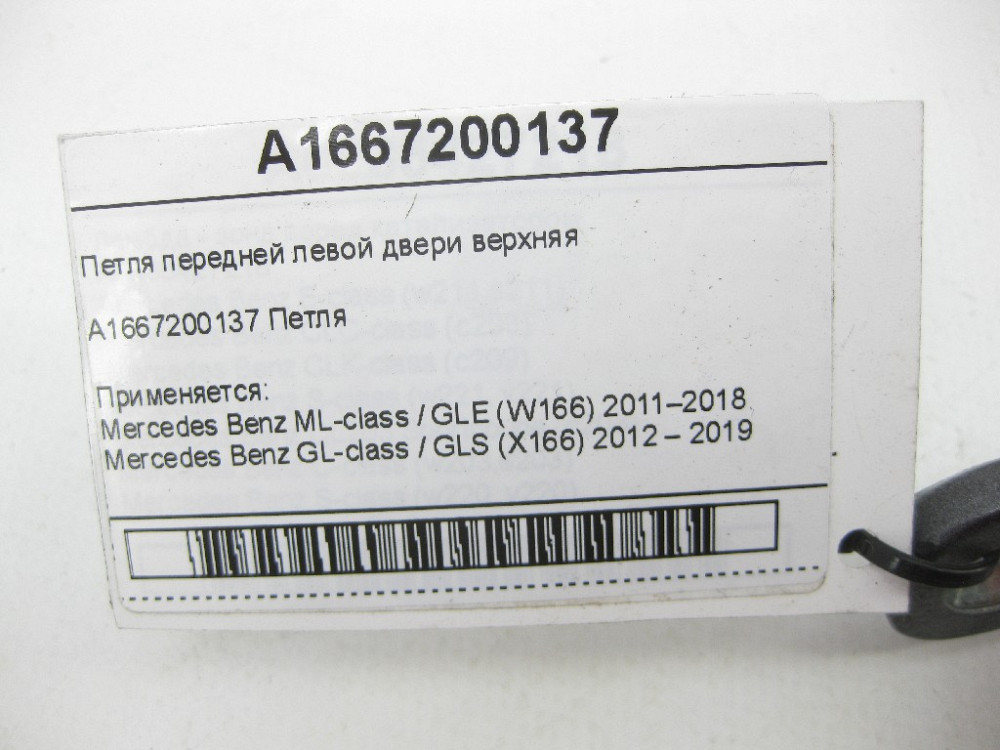 A1667200137
Петля передней левой двери верхняя
A1667200137 Петля
Применяется:
Mercedes Benz ML-class / GLE (W166) 2011–2018
Mercedes Benz GL-class / GLS (X166) 2012 – 2019